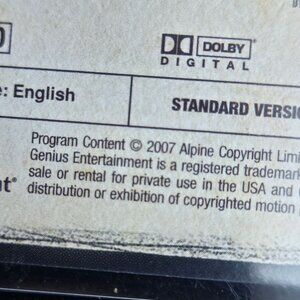 DOLBY
DIGITAL
: English
STANDARD VERSI
Program Content © 2007 Alpine Copyright Limi
Genius Entertainment is a registered trademar
sale or rental for private use in the USA and
distribution or exhibition of copyrighted motion